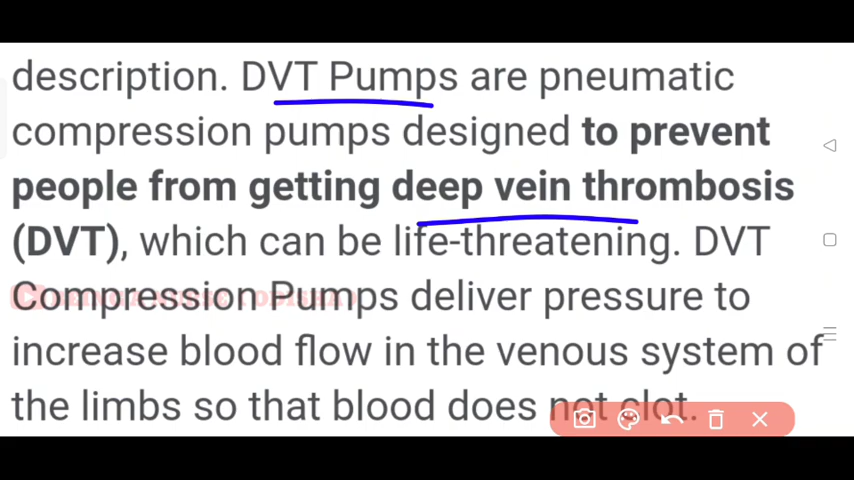 description. DVT Pumps are pneumatic
compression pumps designed to prevent
people from getting deep vein thrombosis
(DVT), which can be life-threatening. DVT
Compression Pumps deliver pressure to
increase blood flow in the venous system of
the limbs so that blood does not clot.